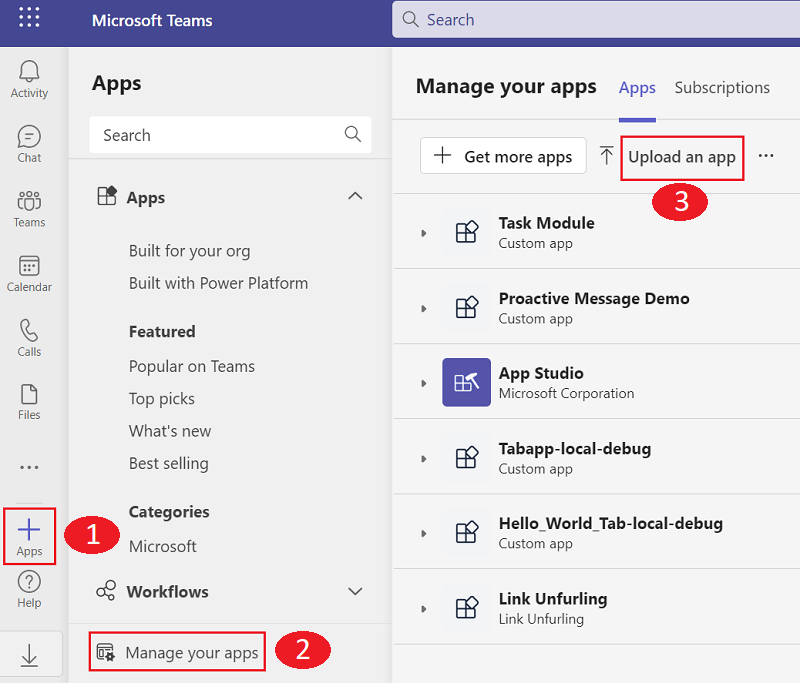 Microsoft Teams
Search
Activity
Chat
Teams
Calendar
Calls
Files
Apps
1
Help
Apps
Search
Apps
Built for your org
Built with Power Platform
Featured
Popular on Teams
Top picks
What's new
Best selling
Categories
Microsoft
Workflows
Manage your apps
2
Manage your apps Apps Subscriptions
Get more apps Upload an app
3
Task Module
Custom app
Proactive Message Demo
Custom app
App Studio
Microsoft Corporation
Tabapp-local-debug
Custom app
Hello_World_Tab-local-debug
Custom app
Link Unfurling
Link Unfurling